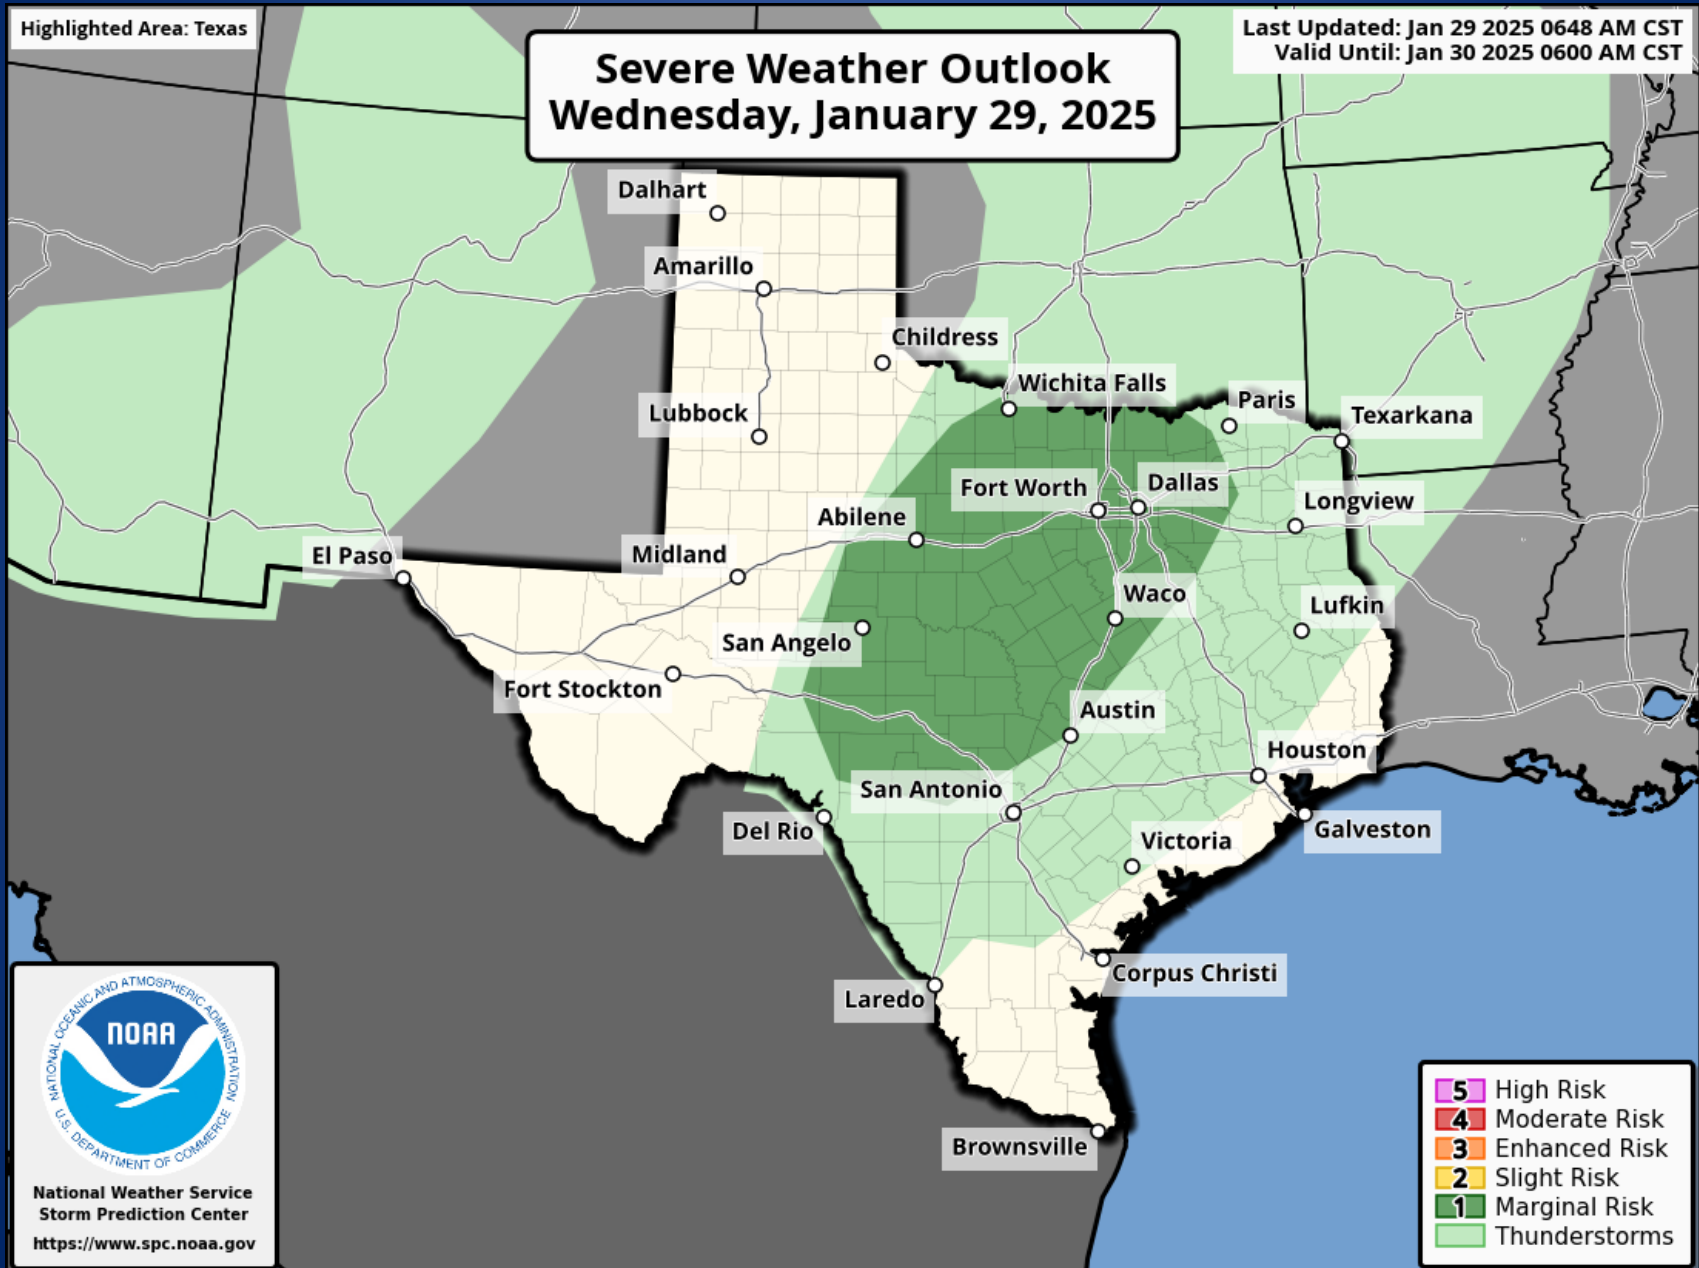 Highlighted Area: Texas
Last Updated: Jan 29 2025 0648 AM CST
Valid Until: Jan 30 2025 0600 AM CST
Severe Weather Outlook
Wednesday, January 29, 2025
Dalhart
Amarillo
Childress
Wichita Falls
Paris
Texarkana
Lubbock
Fort Worth
Dallas
Longview
Abilene
El Paso
Midland
Waco
Lufkin
San Angelo
Fort Stockton
Austin
Houston
San Antonio
Del Rio
Galveston
Victoria
Corpus Christi
Laredo
Brownsville
NATIONAL OCEANIC AND ATMOSPHERIC ADMINISTRATION
NOAA
U.S. DEPARTMENT OF COMMERCE
National Weather Service
Storm Prediction Center
https://www.spc.noaa.gov
5 High Risk
4 Moderate Risk
3 Enhanced Risk
2 Slight Risk
1 Marginal Risk
Thunderstorms